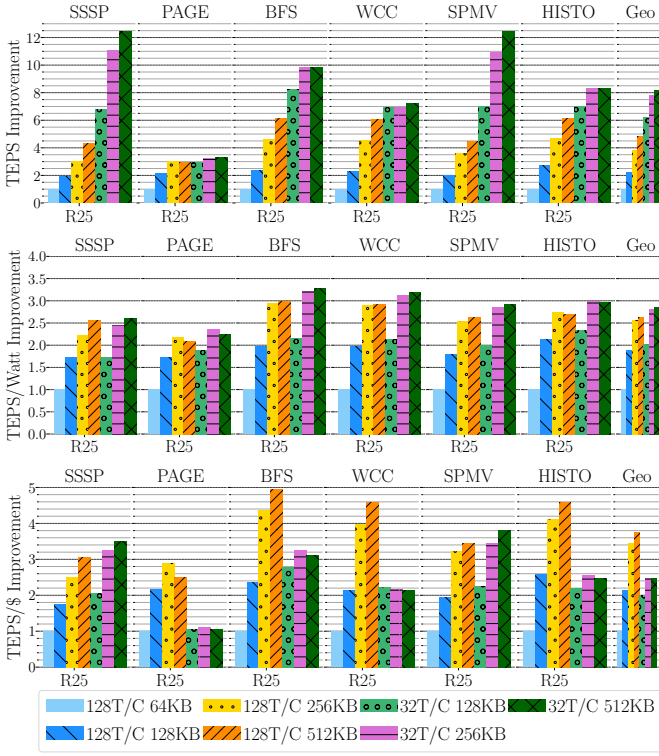 SSSP PAGE BFS WCC SPMV HISTO Geo
TEPS Improvement
12
10
8
6
4
2
0
R25 R25 R25 R25 R25 R25
SSSP PAGE BFS WCC SPMV HISTO Geo
TEPS/Watt Improvement
4.0
3.5
3.0
2.5
2.0
1.5
1.0
0.5
0.0
R25 R25 R25 R25 R25 R25
SSSP PAGE BFS WCC SPMV HISTO Geo
TEPS/$ Improvement
5
4
3
2
1
0
R25 R25 R25 R25 R25 R25
128T/C 64KB 128T/C 256KB 32T/C 128KB 32T/C 512KB
128T/C 128KB 128T/C 512KB 32T/C 256KB